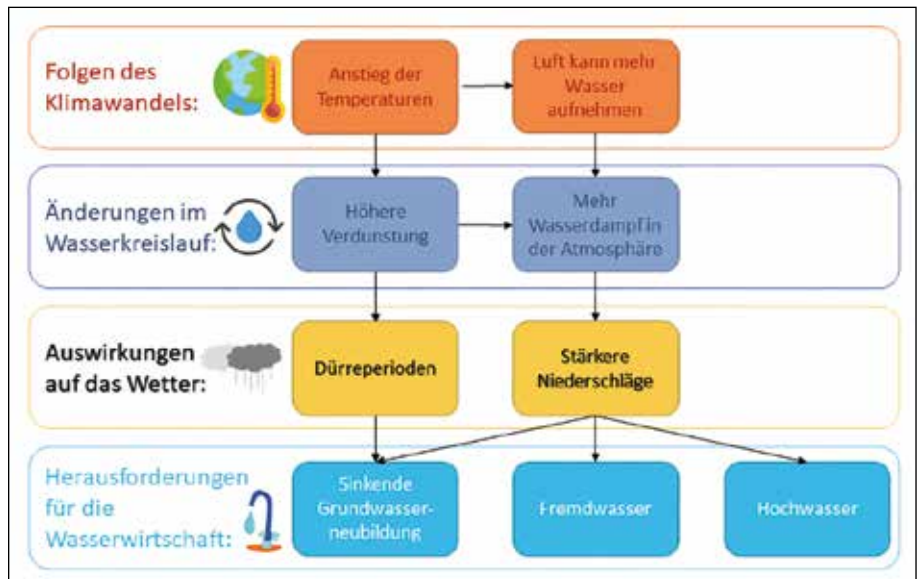 Folgen des
Klimawandels:
Anstieg der
Temperaturen
Luft kann mehr
Wasser
aufnehmen
Änderungen im
Wasserkreislauf:
Höhere
Verdunstung
Mehr
Wasserdampf in
der Atmosphäre
Auswirkungen
auf das Wetter:
Dürreperioden
Stärkere
Niederschläge
Herausforderungen
für die
Wasserwirtschaft:
Sinkende
Grundwasser-
neubildung
Fremdwasser
Hochwasser